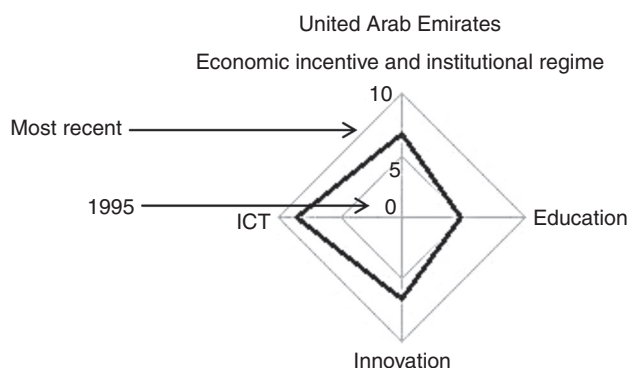 United Arab Emirates
Economic incentive and institutional regime
10
Most recent
5
1995
0
ICT
Education
Innovation